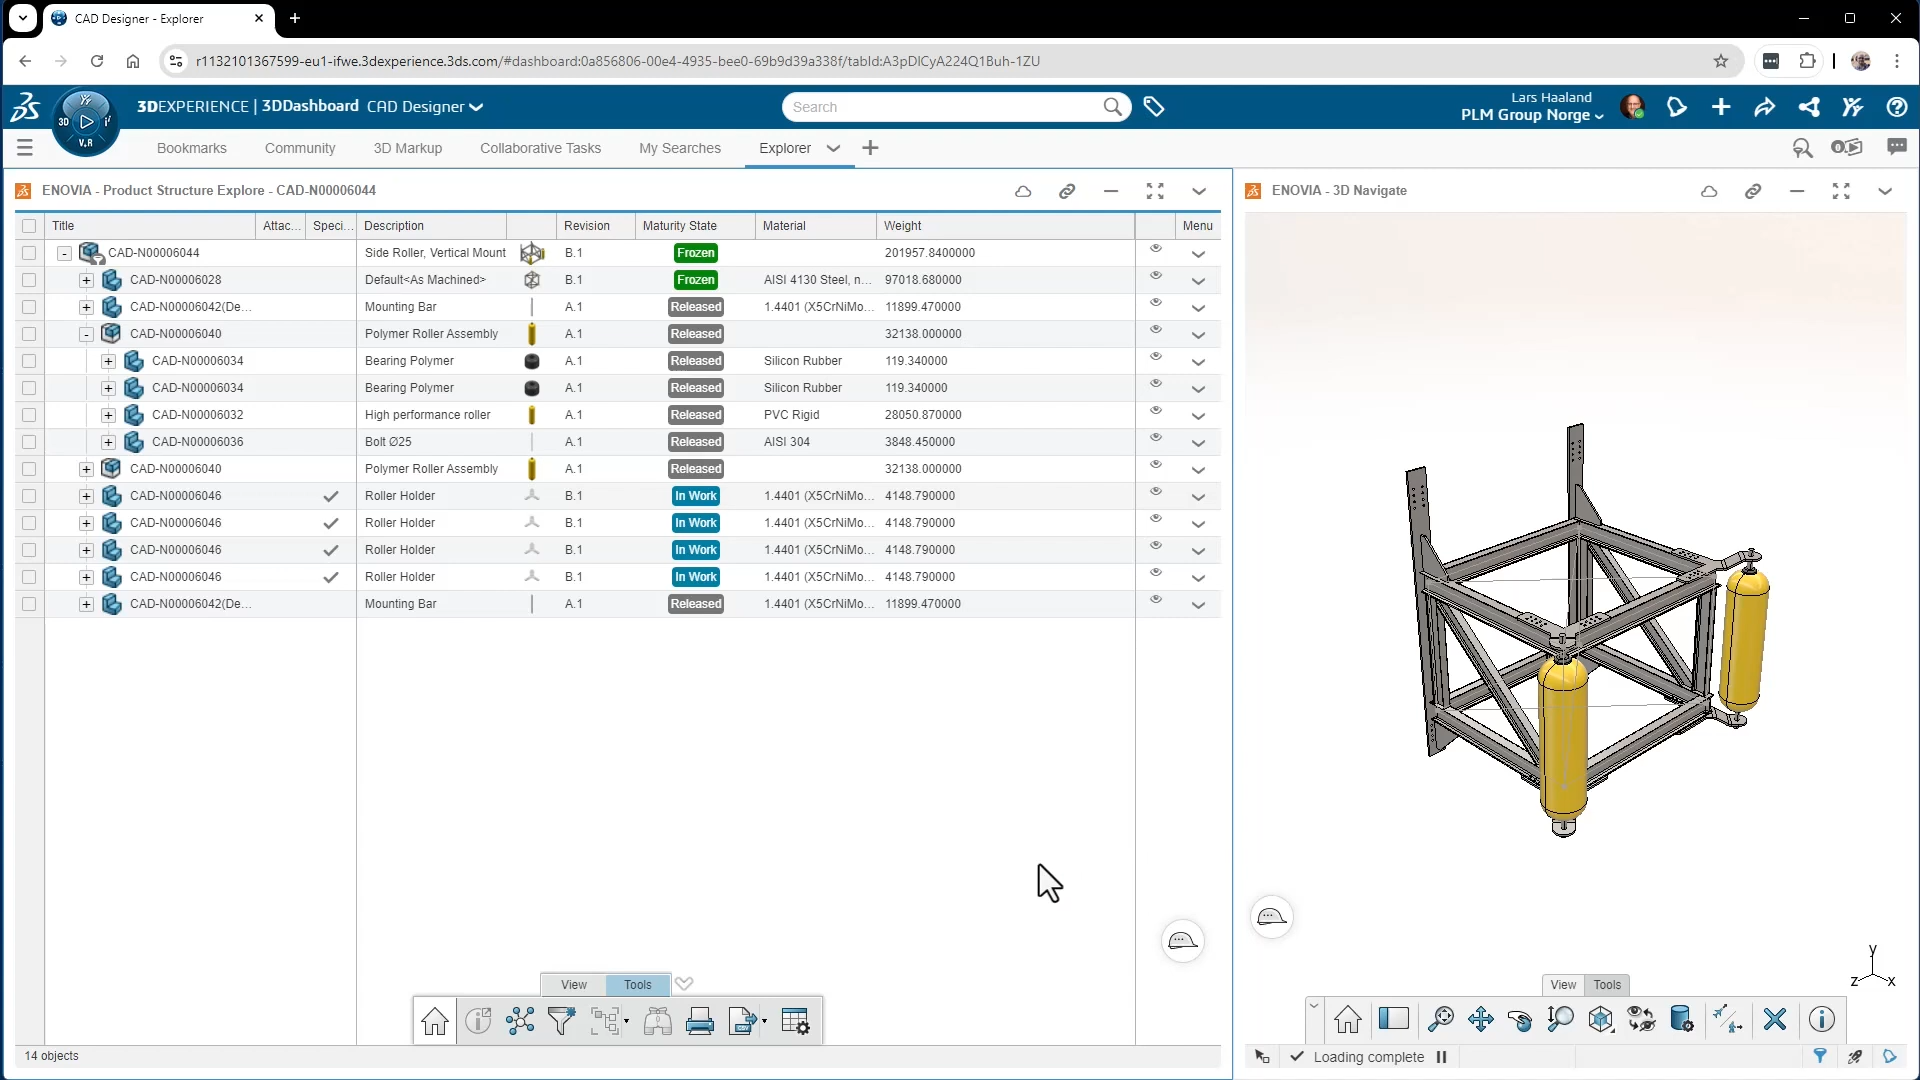 CAD Designer - Explorer
r1132101367599-eu1-ifwe.3dexperience.3ds.com/#dashboard:0a856806-00e4-4935-bee0-69b9d39a338f/tabId:A3pDlCyA224Q1Buh-1ZU
3D
V.R
3DEXPERIENCE | 3DDashboard CAD Designer
Search
Lars Haaland
PLM Group Norge
Bookmarks Community 3D Markup Collaborative Tasks My Searches Explorer
ENOVIA - Product Structure Explore - CAD-N00006044
Title Attac... Speci... Description Revision Maturity State Material Weight Menu
CAD-N00006044 Side Roller, Vertical Mount B.1 Frozen 201957.8400000
CAD-N00006028 Default<As Machined> B.1 Frozen AISI 4130 Steel, n... 97018.680000
CAD-N00006042(De... Mounting Bar A.1 Released 1.4401 (X5CrNiMo... 11899.470000
CAD-N00006040 Polymer Roller Assembly A.1 Released 32138.000000
CAD-N00006034 Bearing Polymer A.1 Released Silicon Rubber 119.340000
CAD-N00006034 Bearing Polymer A.1 Released Silicon Rubber 119.340000
CAD-N00006032 High performance roller A.1 Released PVC Rigid 28050.870000
CAD-N00006036 Bolt Ø25 A.1 Released AISI 304 3848.450000
CAD-N00006040 Polymer Roller Assembly A.1 Released 32138.000000
CAD-N00006046 Roller Holder B.1 In Work 1.4401 (X5CrNiMo... 4148.790000
CAD-N00006046 Roller Holder B.1 In Work 1.4401 (X5CrNiMo... 4148.790000
CAD-N00006046 Roller Holder B.1 In Work 1.4401 (X5CrNiMo... 4148.790000
CAD-N00006046 Roller Holder B.1 In Work 1.4401 (X5CrNiMo... 4148.790000
CAD-N00006042(De... Mounting Bar A.1 Released 1.4401 (X5CrNiMo... 11899.470000
View Tools
14 objects
ENOVIA - 3D Navigate
y
z x
View Tools
Loading complete